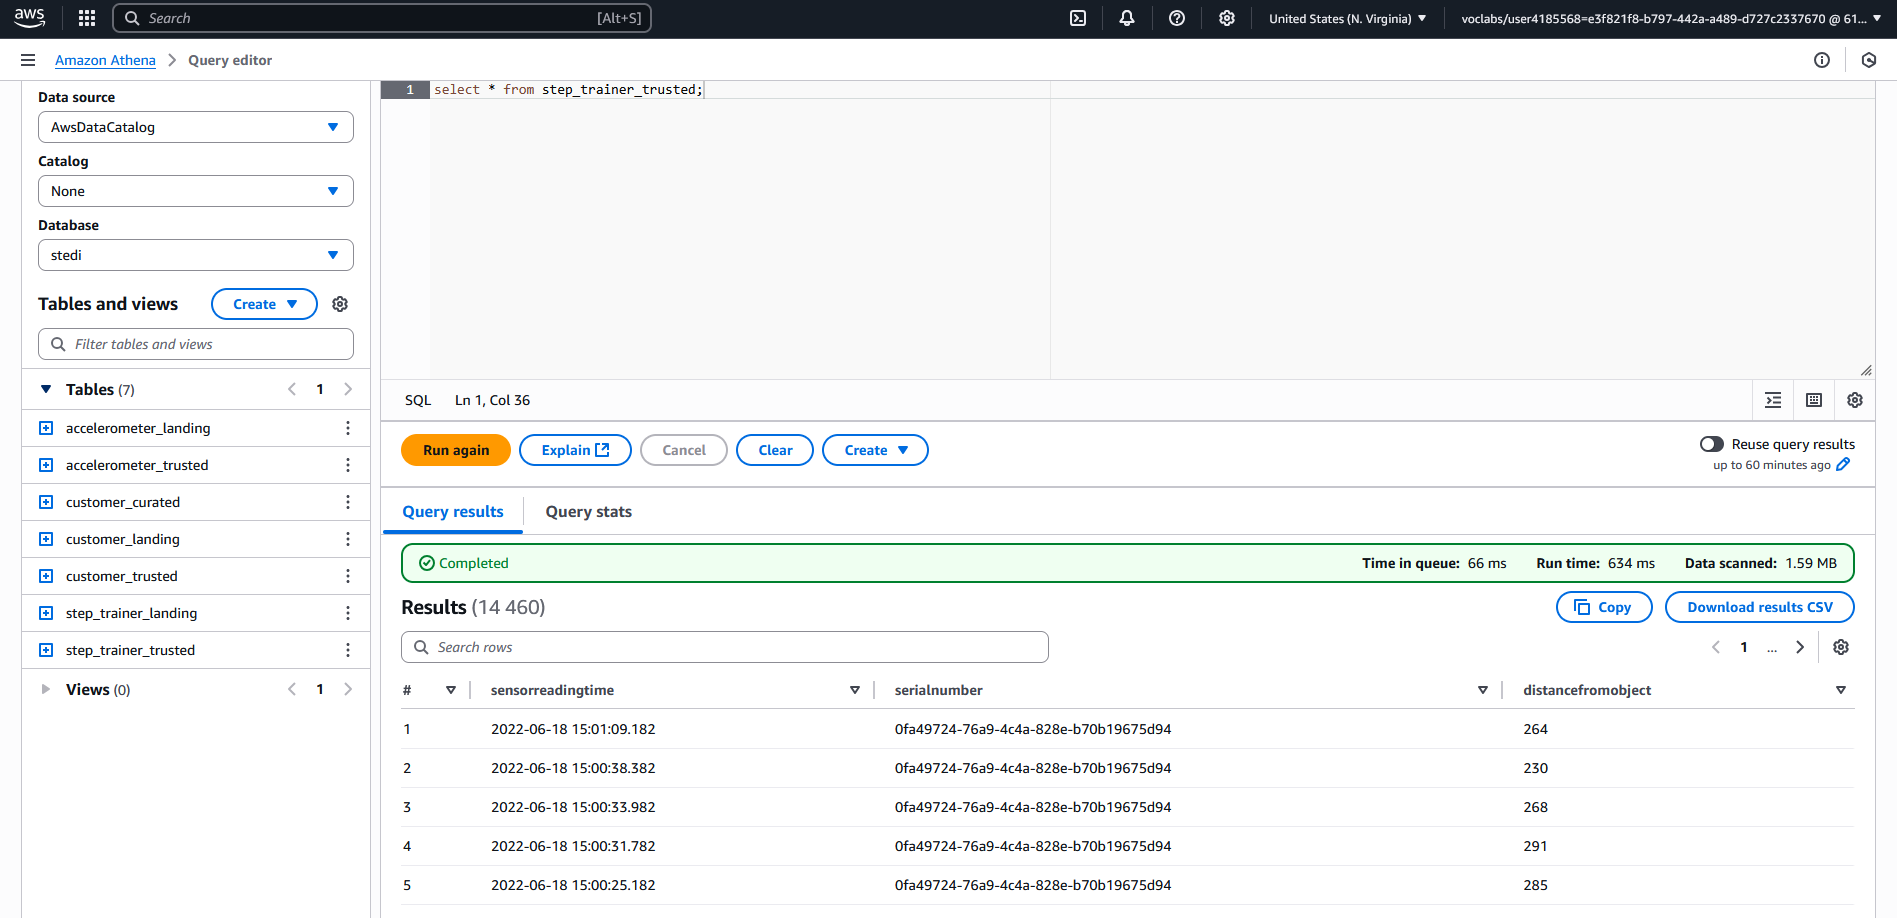 aws
Search [Alt+S]
United States (N. Virginia)
voclabs/user4185568=e3f821f8-b797-442a-a489-d727c2337670 @ 61...
Amazon Athena
Query editor
Data source
AwsDataCatalog
Catalog
None
Database
stedi
Tables and views
Create
Filter tables and views
Tables (7)
1
accelerometer_landing
accelerometer_trusted
customer_curated
customer_landing
customer_trusted
step_trainer_landing
step_trainer_trusted
Views (0)
1
1 select * from step_trainer_trusted;
SQL Ln 1, Col 36
Run again
Explain
Cancel
Clear
Create
Reuse query results
up to 60 minutes ago
Query results
Query stats
Completed
Time in queue: 66 ms
Run time: 634 ms
Data scanned: 1.59 MB
Results (14 460)
Copy
Download results CSV
Search rows
1 ...
# sensorreadingtime serialnumber distancefromobject
1 2022-06-18 15:01:09.182 0fa49724-76a9-4c4a-828e-b70b19675d94 264
2 2022-06-18 15:00:38.382 0fa49724-76a9-4c4a-828e-b70b19675d94 230
3 2022-06-18 15:00:33.982 0fa49724-76a9-4c4a-828e-b70b19675d94 268
4 2022-06-18 15:00:31.782 0fa49724-76a9-4c4a-828e-b70b19675d94 291
5 2022-06-18 15:00:25.182 0fa49724-76a9-4c4a-828e-b70b19675d94 285